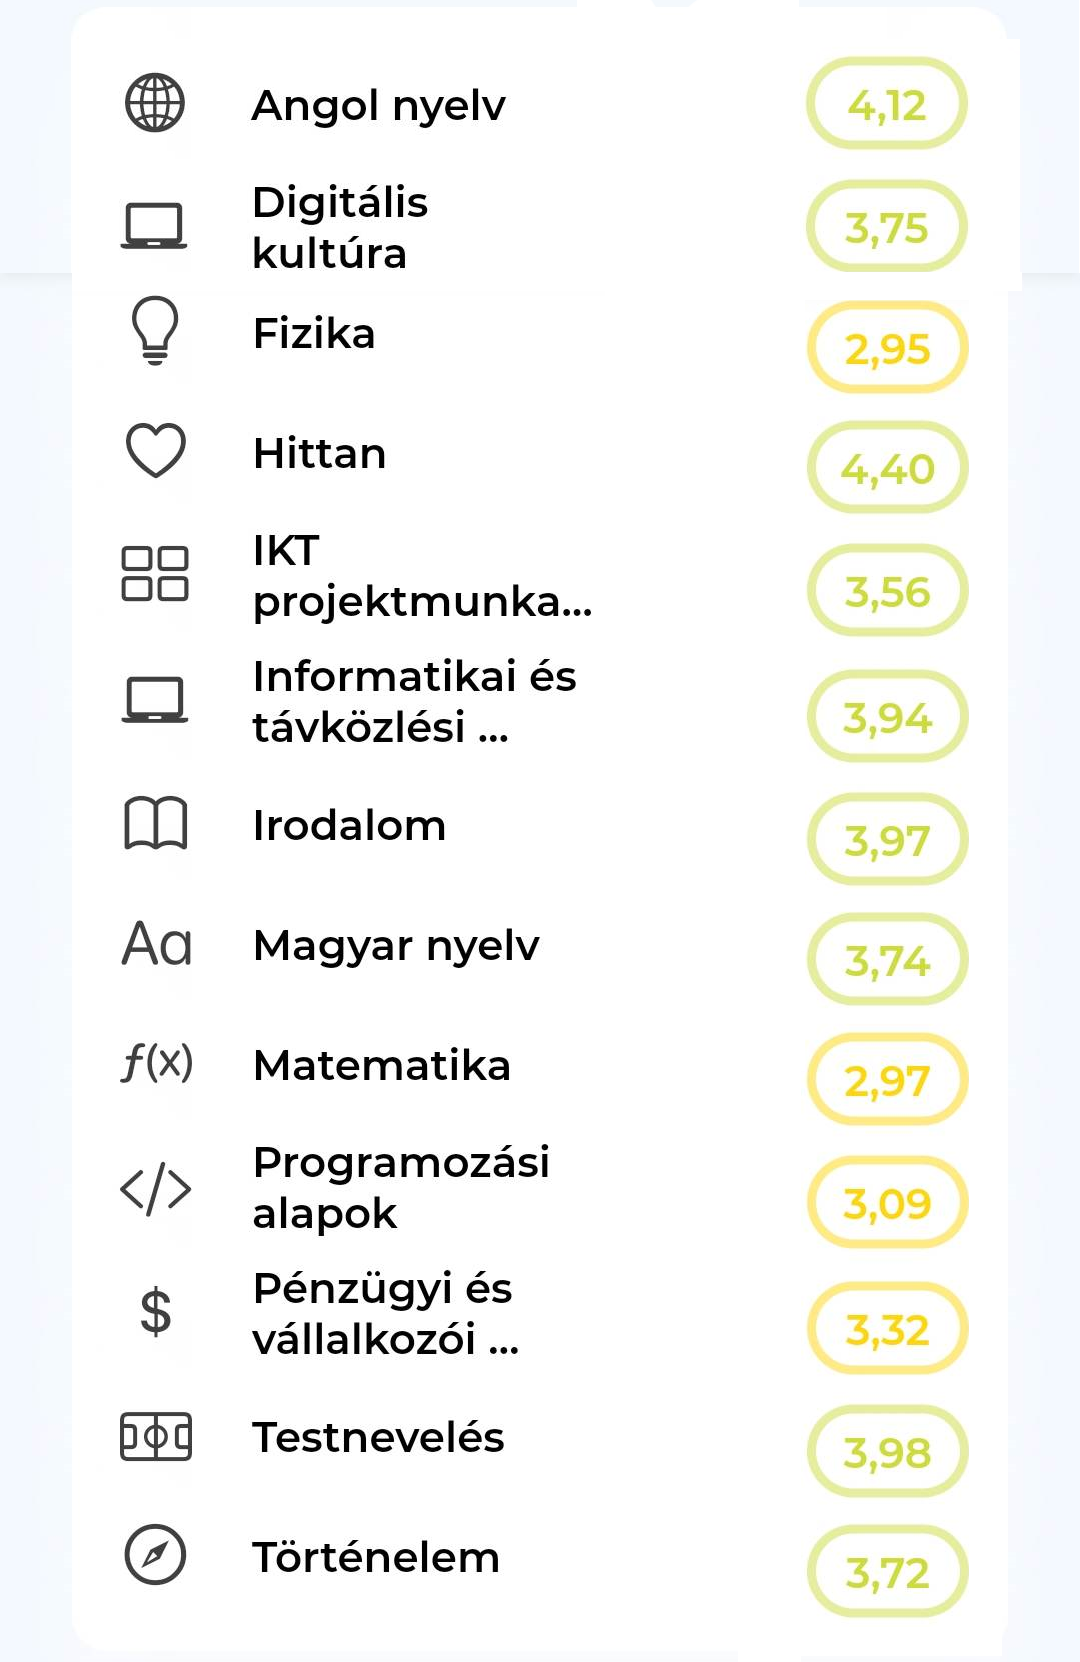 Angol nyelv
4,12
Digitális
kultúra
3,75
Fizika
2,95
Hittan
4,40
IKT
projektmunka...
3,56
Informatikai és
távközlési ...
3,94
Irodalom
3,97
Aa
Magyar nyelv
3,74
f(x)
Matematika
2,97
</>
Programozási
alapok
3,09
$
Pénzügyi és
vállalkozói ...
3,32
Testnevelés
3,98
Történelem
3,72